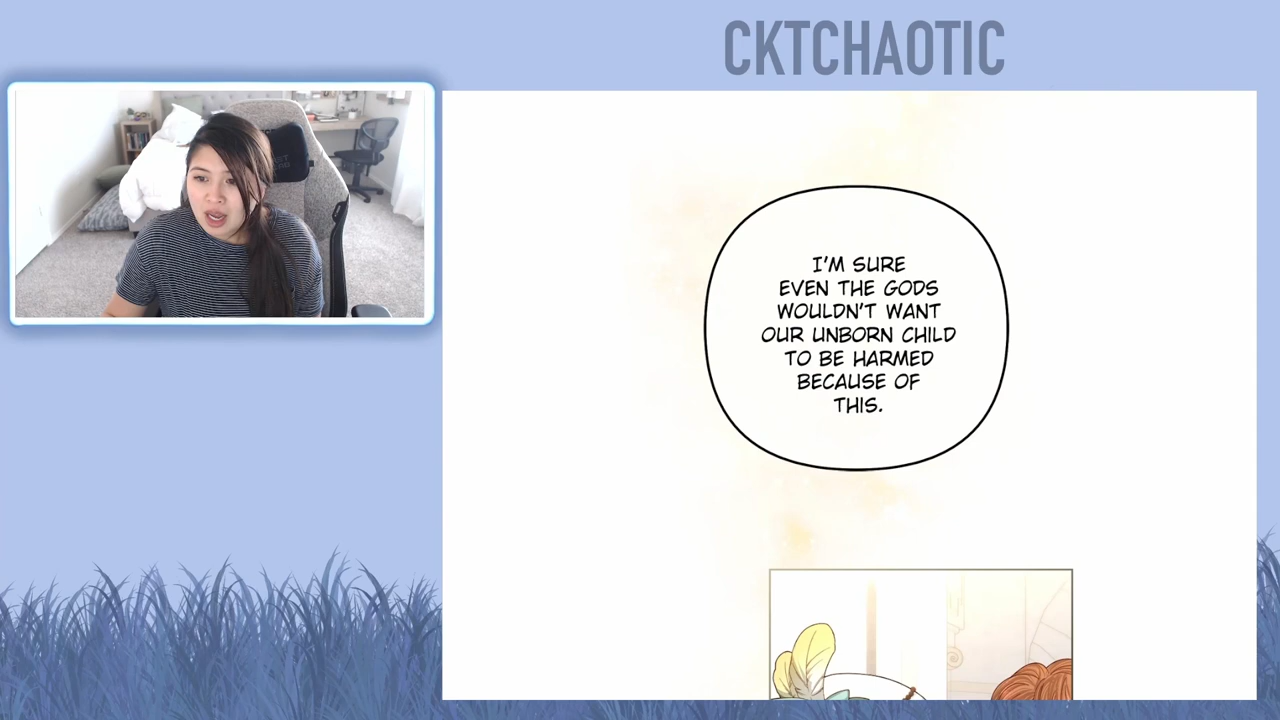 CKTCHAOTIC
I'M SURE
EVEN THE GODS
WOULDN'T WANT
OUR UNBORN CHILD
TO BE HARMED
BECAUSE OF
THIS.